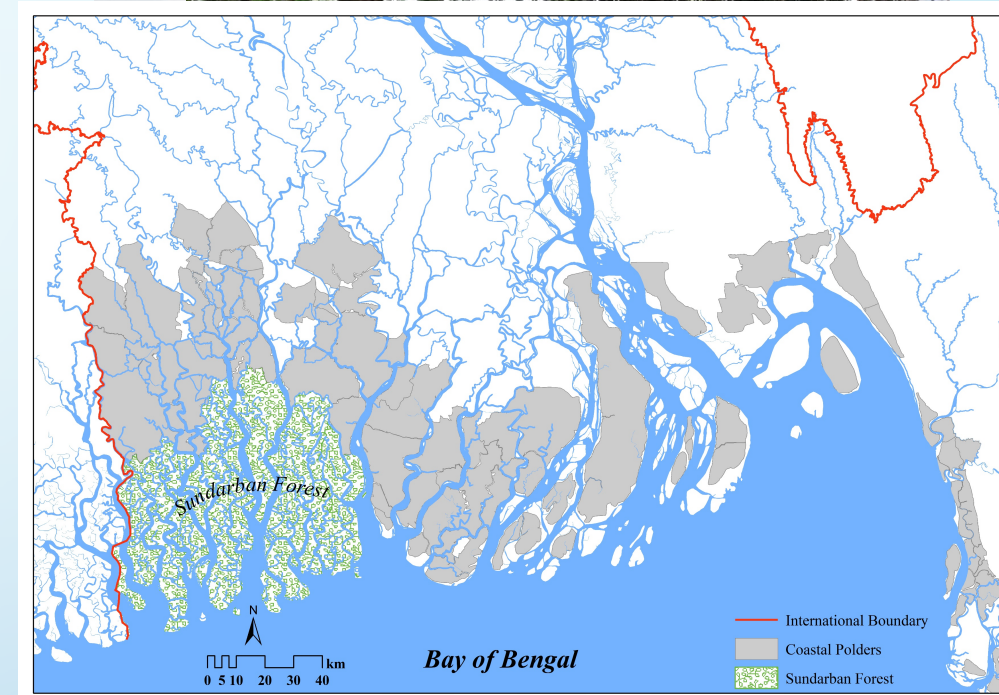 Sundarban Forest
N
km
0 5 10 20 30 40
Bay of Bengal
International Boundary
Coastal Polders
Sundarban Forest